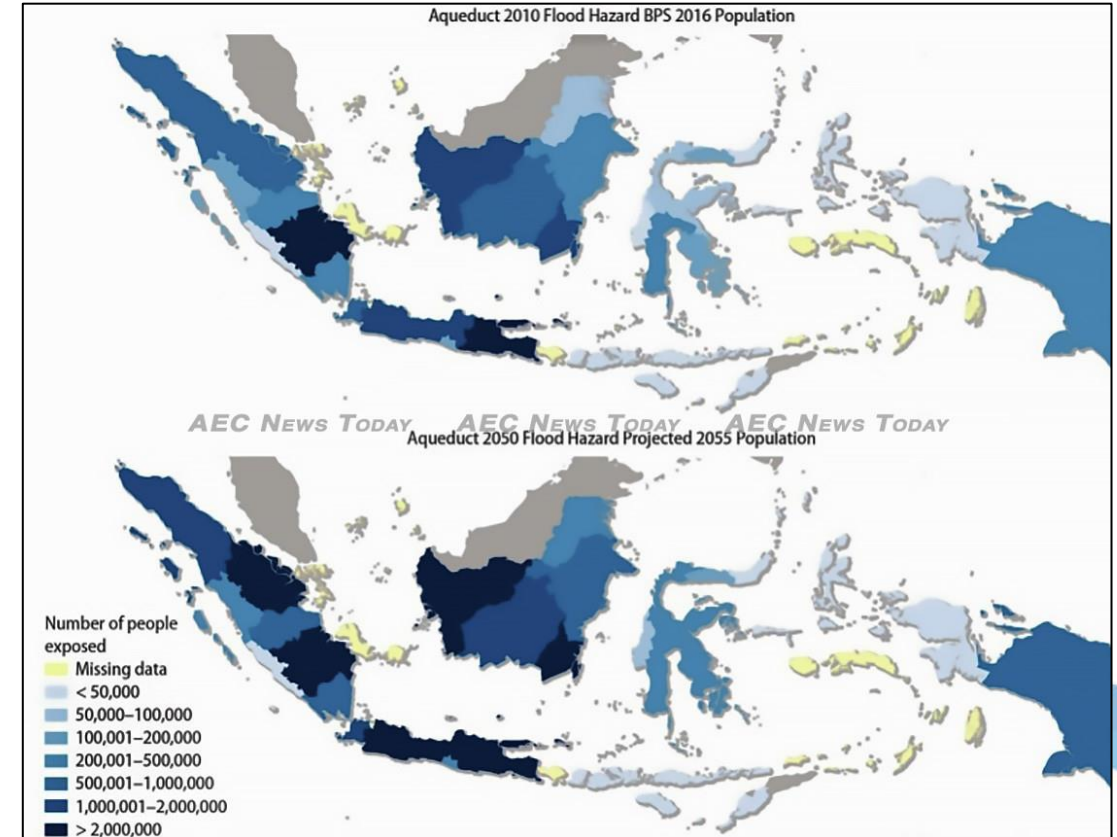 Aqueduct 2010 Flood Hazard BPS 2016 Population
AEC NEWS TODAY AEC NEWS TODAY AEC NEWS TODAY
Aqueduct 2050 Flood Hazard Projected 2055 Population
Number of people
exposed
Missing data
< 50,000
50,000–100,000
100,001–200,000
200,001–500,000
500,001–1,000,000
1,000,001–2,000,000
> 2,000,000